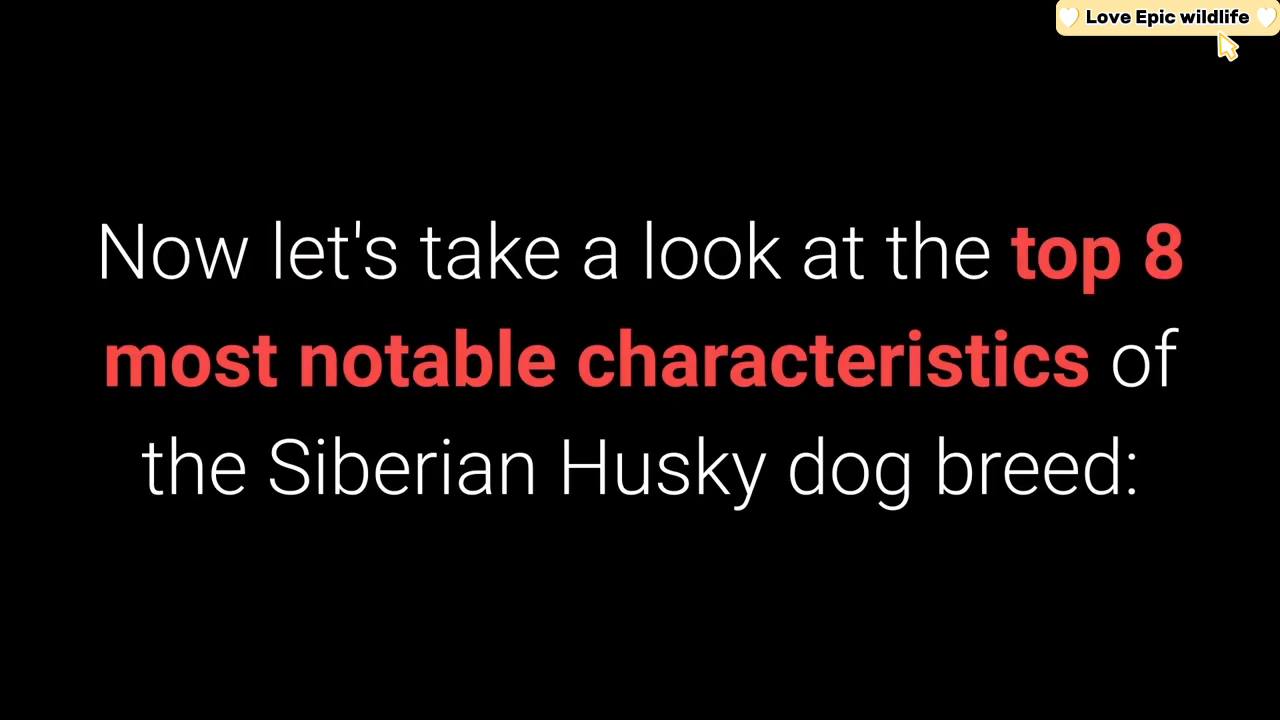 🤍 Love Epic wildlife 🤍
Now let's take a look at the top 8
most notable characteristics of
the Siberian Husky dog breed: